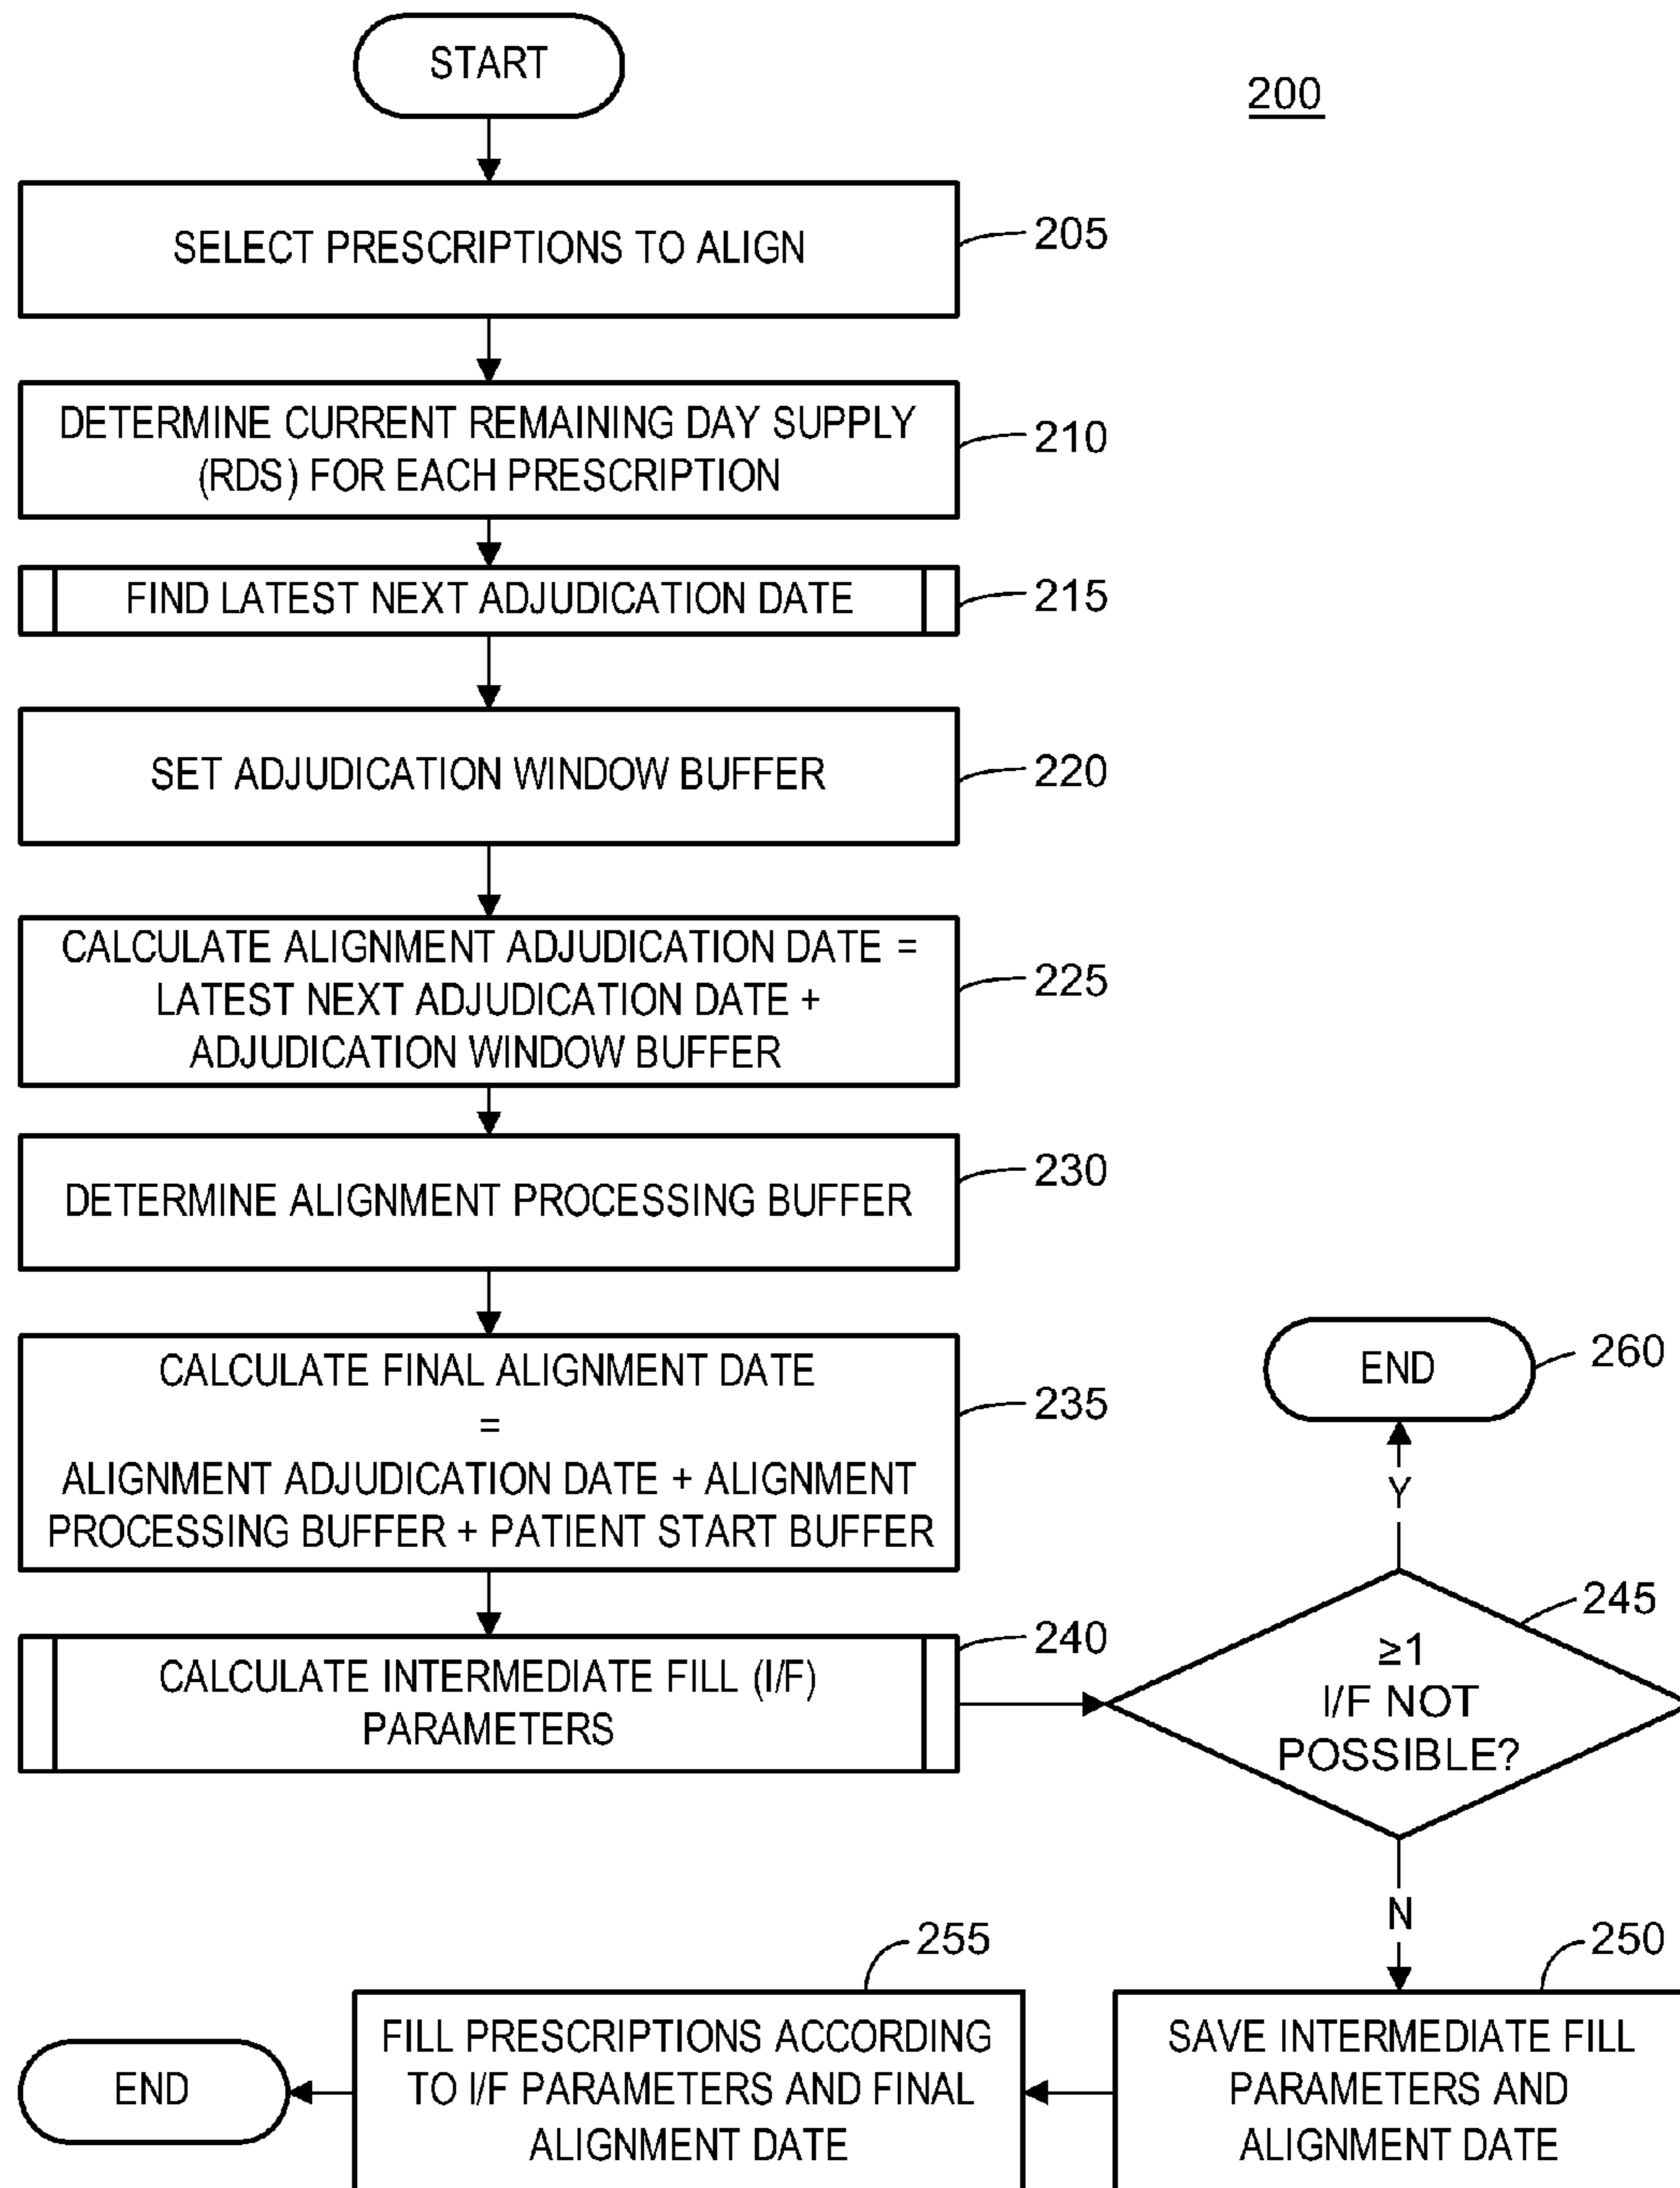 START
200
SELECT PRESCRIPTIONS TO ALIGN
205
DETERMINE CURRENT REMAINING DAY SUPPLY
(RDS) FOR EACH PRESCRIPTION
210
FIND LATEST NEXT ADJUDICATION DATE
215
SET ADJUDICATION WINDOW BUFFER
220
CALCULATE ALIGNMENT ADJUDICATION DATE =
LATEST NEXT ADJUDICATION DATE +
ADJUDICATION WINDOW BUFFER
225
DETERMINE ALIGNMENT PROCESSING BUFFER
230
CALCULATE FINAL ALIGNMENT DATE
=
ALIGNMENT ADJUDICATION DATE + ALIGNMENT
PROCESSING BUFFER + PATIENT START BUFFER
235
CALCULATE INTERMEDIATE FILL (I/F)
PARAMETERS
240
≥1
I/F NOT
POSSIBLE?
245
Y
END
260
N
SAVE INTERMEDIATE FILL
PARAMETERS AND
ALIGNMENT DATE
250
FILL PRESCRIPTIONS ACCORDING
TO I/F PARAMETERS AND FINAL
ALIGNMENT DATE
255
END